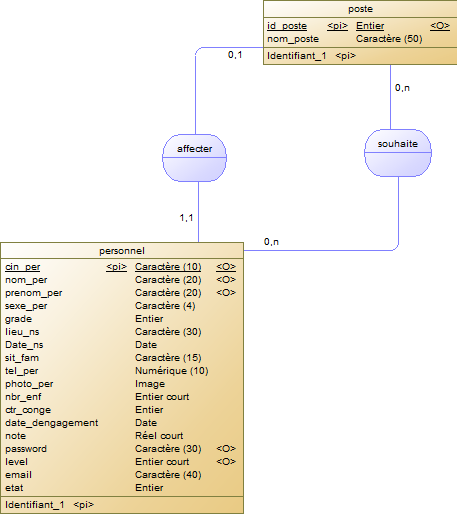 poste
id_poste <pi> Entier <O>
nom_poste Caractère (50)
Identifiant_1 <pi>
0,1
0,n
affecter
souhaite
1,1
0,n
personnel
cin_per <pi> Caractère (10) <O>
nom_per Caractère (20) <O>
prenom_per Caractère (20) <O>
sexe_per Caractère (4)
grade Entier
lieu_ns Caractère (30)
Date_ns Date
sit_fam Caractère (15)
tel_per Numérique (10)
photo_per Image
nbr_enf Entier court
ctr_conge Entier
date_dengagement Date
note Réel court
password Caractère (30) <O>
level Entier court <O>
email Caractère (40)
etat Entier
Identifiant_1 <pi>